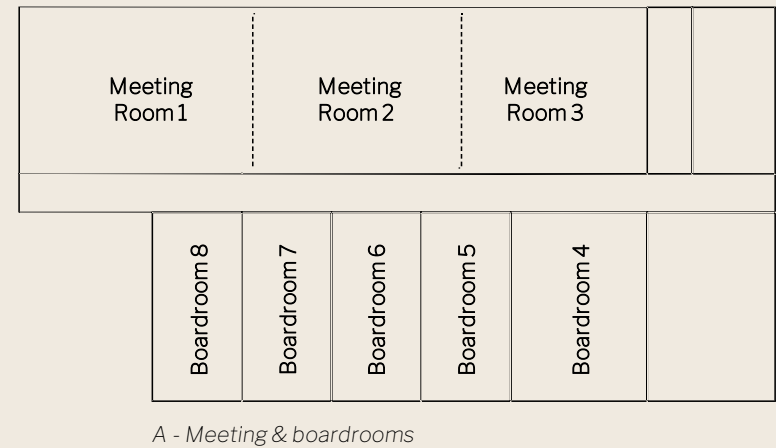 Meeting
Room 1
Meeting
Room 2
Meeting
Room 3
Boardroom 8
Boardroom 7
Boardroom 6
Boardroom 5
Boardroom 4
A - Meeting & boardrooms